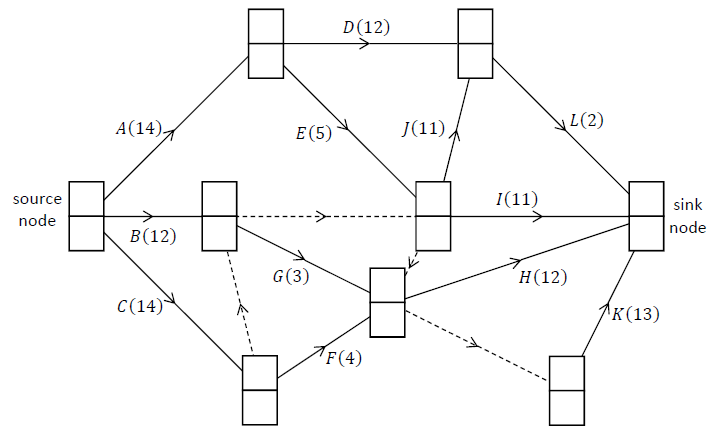 D(12)
A(14)
E(5)
J(11)
L(2)
source
node
B(12)
I(11)
sink
node
G(3)
H(12)
C(14)
F(4)
K(13)